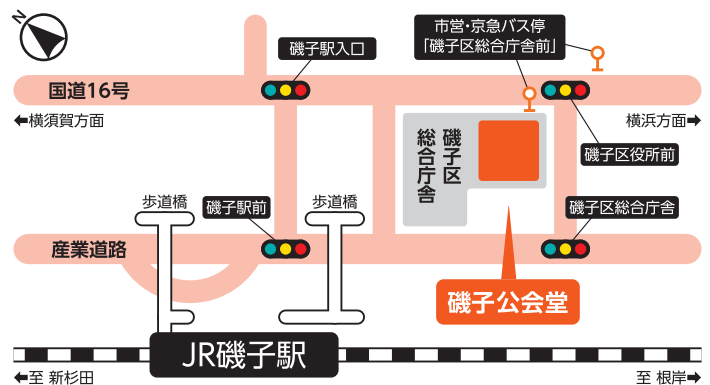 N
市営・京急バス停
「磯子区総合庁舎前」
磯子駅入口
国道16号
横須賀方面
横浜方面
磯子区
総合庁舎
磯子区役所前
歩道橋
磯子駅前
歩道橋
磯子区総合庁舎
産業道路
磯子公会堂
JR磯子駅
至 新杉田
至 根岸